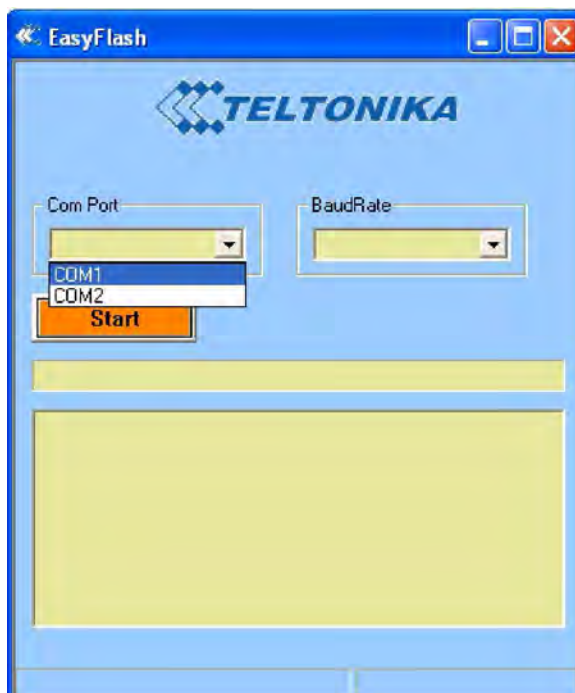 EasyFlash
TELTONIKA
Com Port
BaudRate
COM1
COM2
Start